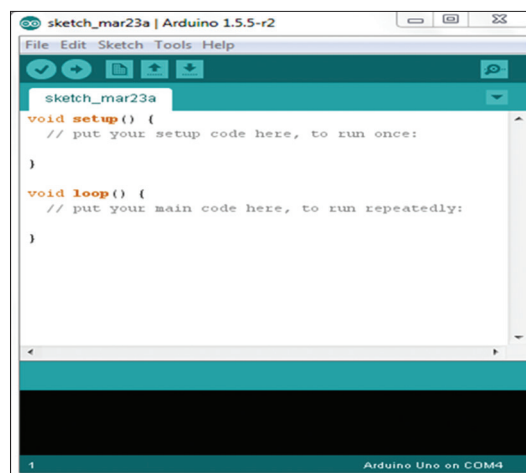 sketch_mar23a | Arduino 1.5.5-r2
File Edit Sketch Tools Help
sketch_mar23a
void setup() {
  // put your setup code here, to run once:
}
void loop() {
  // put your main code here, to run repeatedly:
}
1 Arduino Uno on COM4